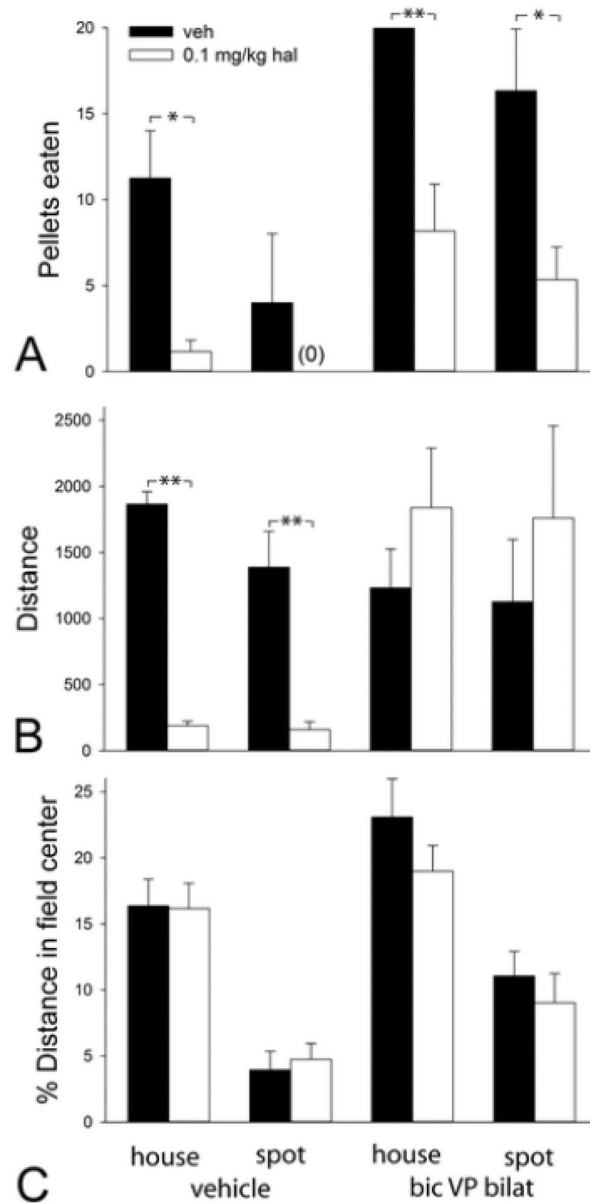 veh
0.1 mg/kg hal
20
15
10
5
0
Pellets eaten
* (0) ** *
A
2500
2000
1500
1000
500
0
Distance
** **
B
25
20
15
10
5
0
% Distance in field center
house spot house spot
vehicle bic VP bilat
C